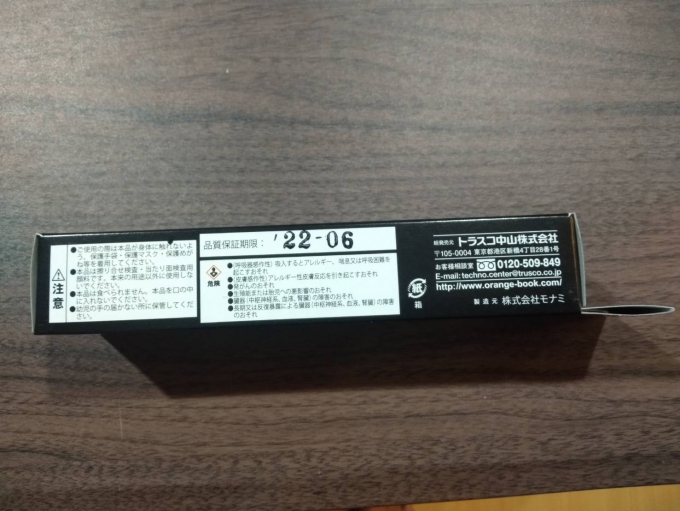 注意
●ご使用の際は本品が身体に触れないよう、保護手袋・保護マスク・保護めがね等を着用してください。
●本品は擦り合せ検査・当たり面検査用顔料です。本来の用途以外に使用しないでください。
●本品は食べられません。本品を口の中に入れないでください。
●幼児の手の届かない所に保管してください。
品質保証期限: '22-06
危険
●(呼吸器感作性) 吸入するとアレルギー、喘息又は呼吸困難を
起こすおそれ
●(皮膚感作性)アレルギー性皮膚反応を引き起こすおそれ
●発がんのおそれ
●生殖能または胎児への悪影響のおそれ
●臓器(中枢神経系、血液、腎臓)の障害のおそれ
●長期又は反復暴露による臓器(中枢神経系、血液、腎臓)の障害
のおそれ
紙
箱
総発売元 トラスコ中山株式会社
〒105-0004 東京都港区新橋4丁目28番1号
お客様相談室 0120-509-849
E-mail:techno.center@trusco.co.jp
http://www.orange-book.com/
製造元 株式会社モナミ